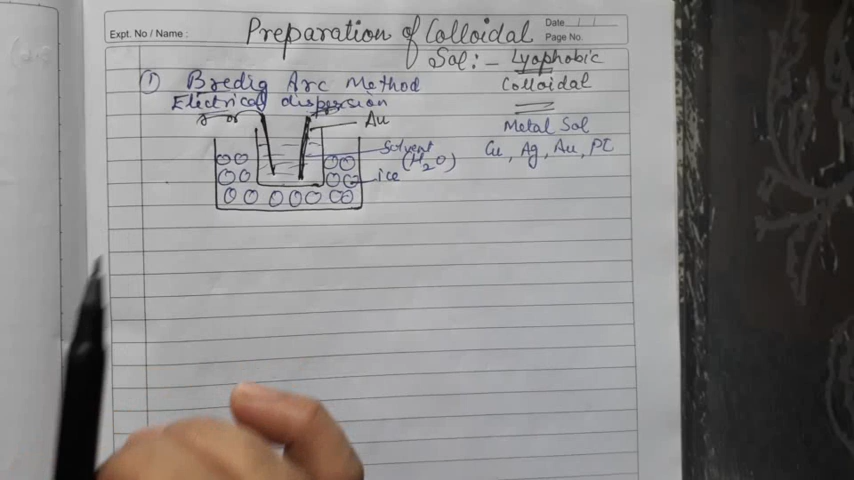 Expt. No / Name :
Preparation of Colloidal
Date / /
Page No.
Sol:- Lyophobic
① Bredig Arc Method
Colloidal
Electrical dispersion
Au
Metal Sol
Solvent
Cu, Ag, Au, Pt
(H2O)
ice